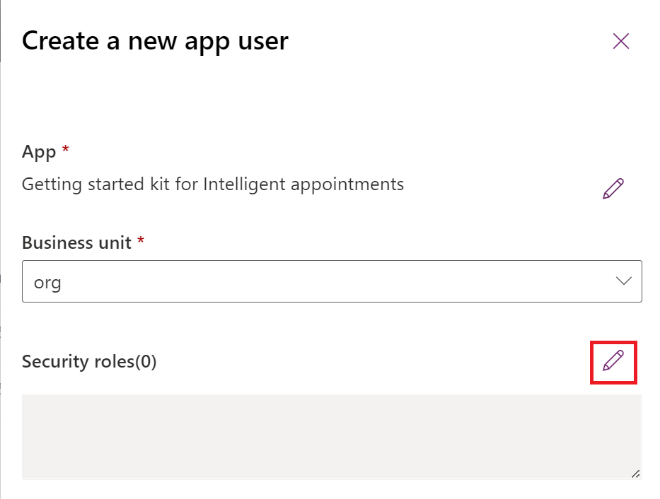 Create a new app user
App *
Getting started kit for Intelligent appointments
Business unit *
org
Security roles(0)